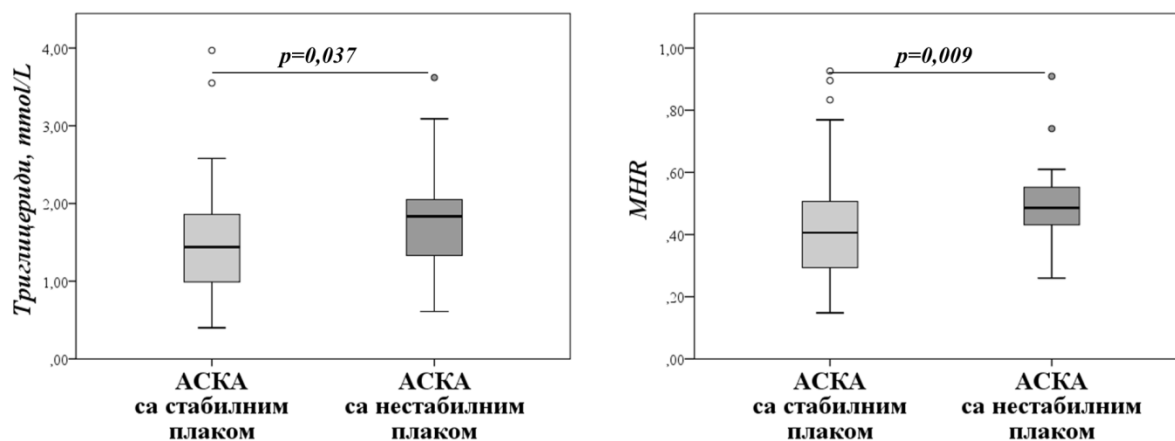 Триглицериди, mmol/L
4,00
3,00
2,00
1,00
,00
p=0,037
АСКА
са стабилним
плаком
АСКА
са нестабилним
плаком
MHR
1,00
,80
,60
,40
,20
,00
p=0,009
АСКА
са стабилним
плаком
АСКА
са нестабилним
плаком